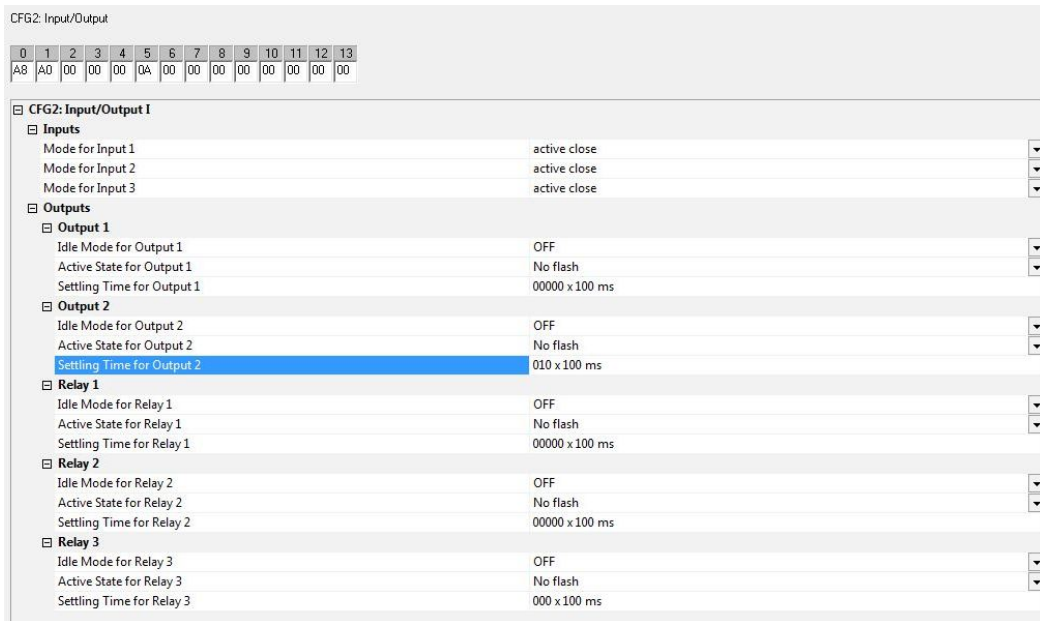 CFG2: Input/Output
0 1 2 3 4 5 6 7 8 9 10 11 12 13
A8 A0 00 00 00 0A 00 00 00 00 00 00 00 00
CFG2: Input/Output I
Inputs
Mode for Input 1 active close
Mode for Input 2 active close
Mode for Input 3 active close
Outputs
Output 1
Idle Mode for Output 1 OFF
Active State for Output 1 No flash
Settling Time for Output 1 00000 x 100 ms
Output 2
Idle Mode for Output 2 OFF
Active State for Output 2 No flash
Settling Time for Output 2 010 x 100 ms
Relay 1
Idle Mode for Relay 1 OFF
Active State for Relay 1 No flash
Settling Time for Relay 1 00000 x 100 ms
Relay 2
Idle Mode for Relay 2 OFF
Active State for Relay 2 No flash
Settling Time for Relay 2 00000 x 100 ms
Relay 3
Idle Mode for Relay 3 OFF
Active State for Relay 3 No flash
Settling Time for Relay 3 000 x 100 ms